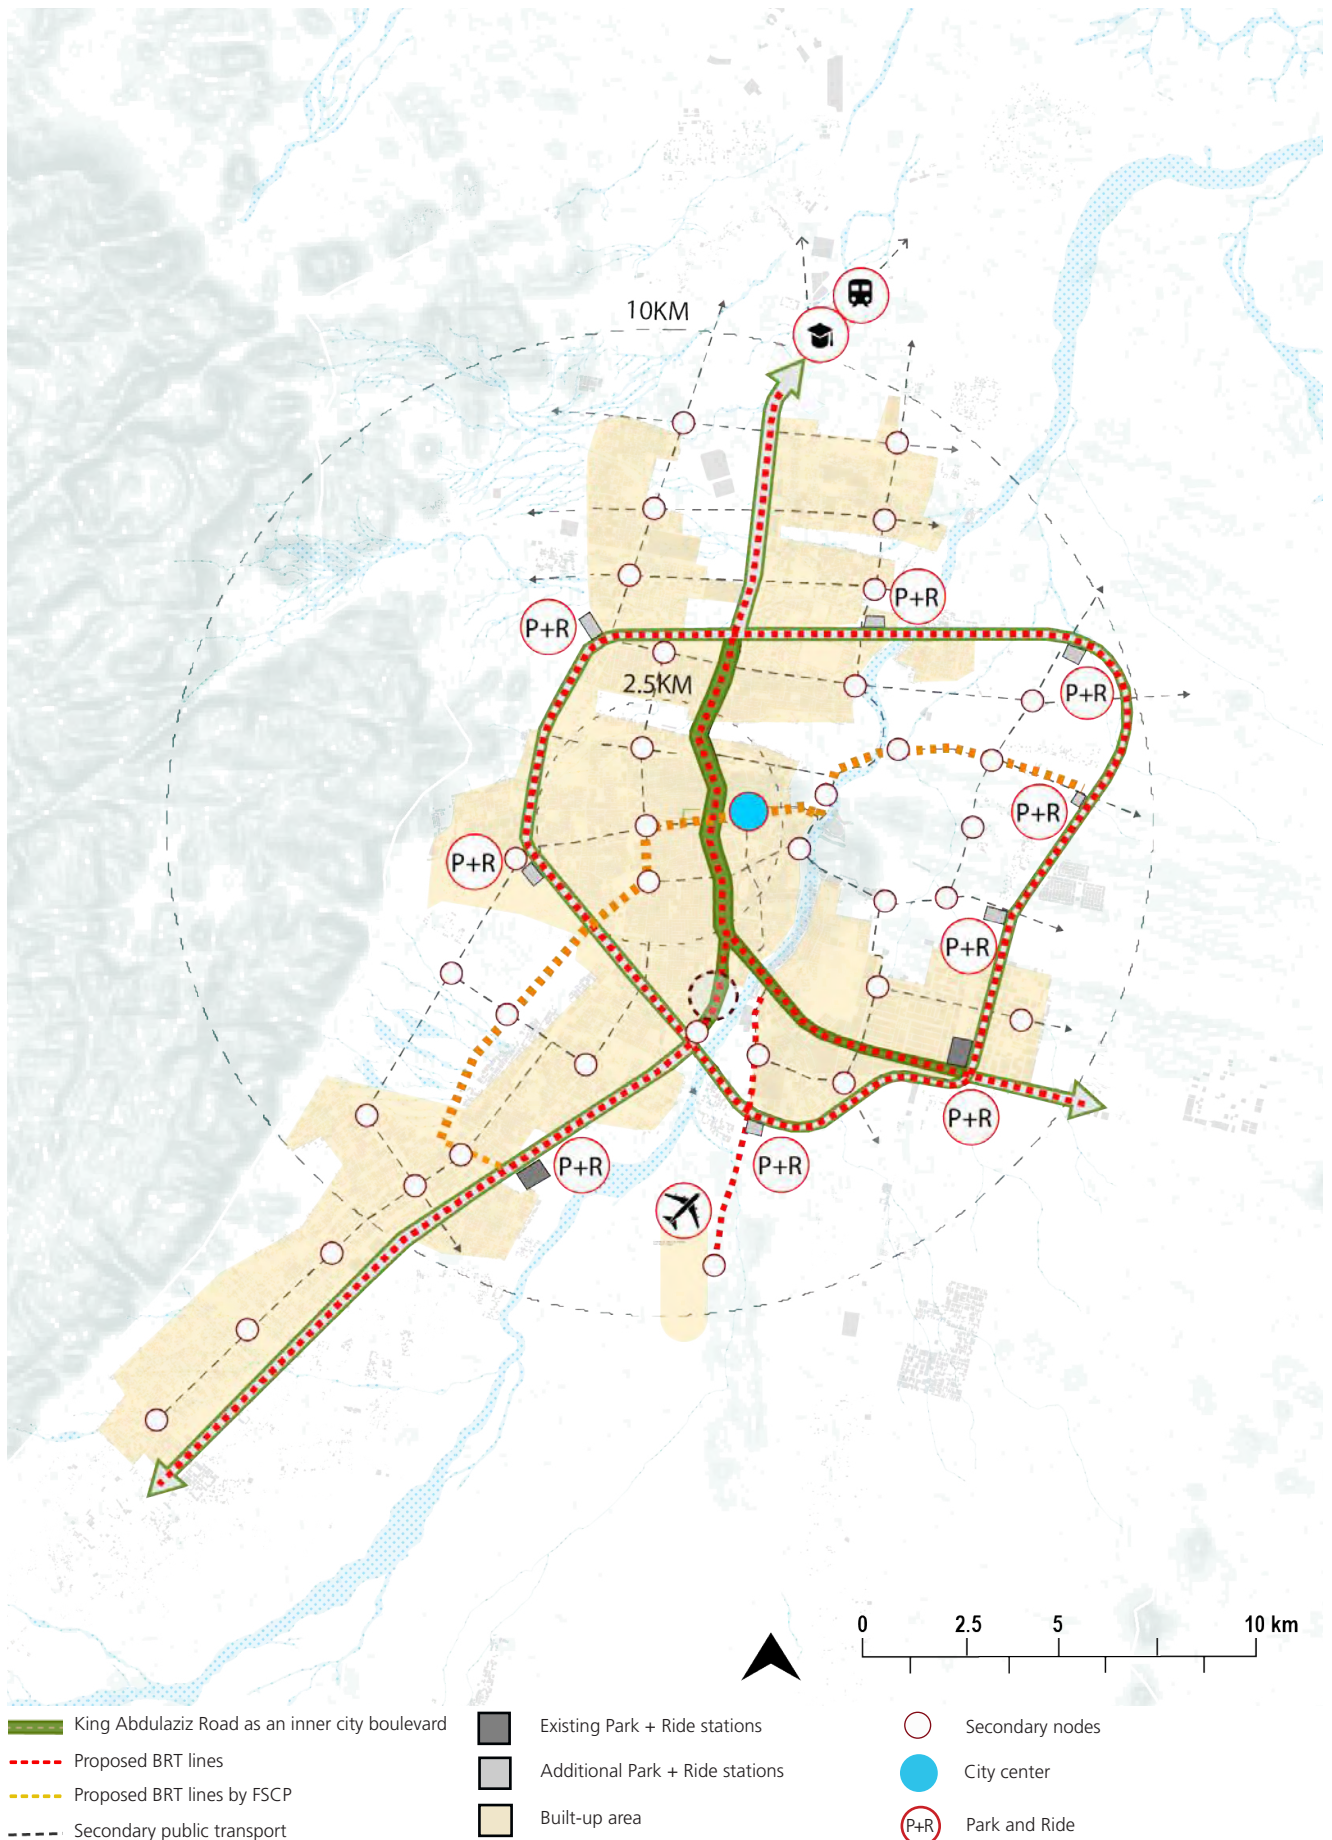 10KM
P+R
P+R
2.5KM
P+R
P+R
P+R
P+R
P+R
P+R
P+R
0 2.5 5 10 km
King Abdulaziz Road as an inner city boulevard
Proposed BRT lines
Proposed BRT lines by FSCP
Secondary public transport
Existing Park + Ride stations
Additional Park + Ride stations
Built-up area
Secondary nodes
City center
P+R Park and Ride